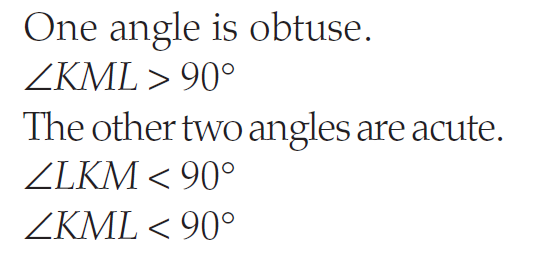 One angle is obtuse.
∠KML > 90°
The other two angles are acute.
∠LKM < 90°
∠KML < 90°